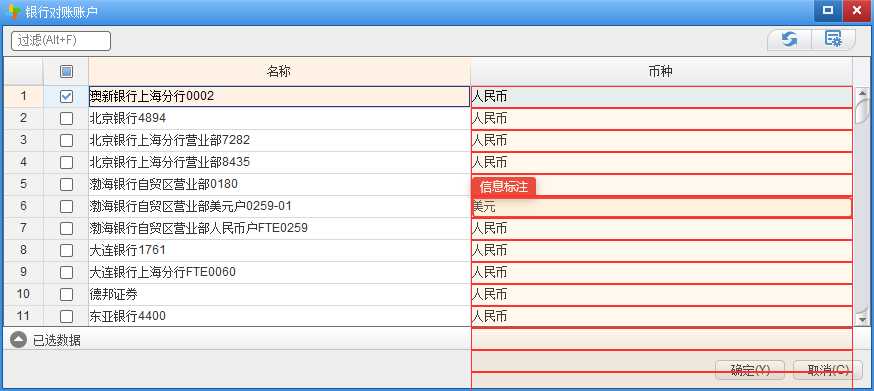 银行对账账户
过滤(Alt+F)
名称 币种
1 澳新银行上海分行0002 人民币
2 北京银行4894 人民币
3 北京银行上海分行营业部7282 人民币
4 北京银行上海分行营业部8435 人民币
5 渤海银行自贸区营业部0180
信息标注
6 渤海银行自贸区营业部美元户0259-01 美元
7 渤海银行自贸区营业部人民币户FTE0259 人民币
8 大连银行1761 人民币
9 大连银行上海分行FTE0060 人民币
10 德邦证券 人民币
11 东亚银行4400 人民币
已选数据
确定(Y) 取消(C)